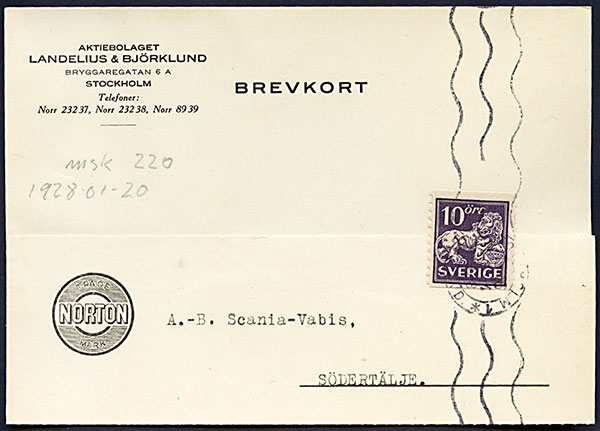 AKTIEBOLAGET
LANDELIUS & BJÖRKLUND
BRYGGAREGATAN 6 A
STOCKHOLM
Telefoner:
Norr 232 37, Norr 232 38, Norr 89 39
BREVKORT
msk 220
1928-01-20
10 ÖRE
SVERIGE
TRADE
NORTON
MARK
A.-B. Scania-Vabis,
SÖDERTÄLJE.